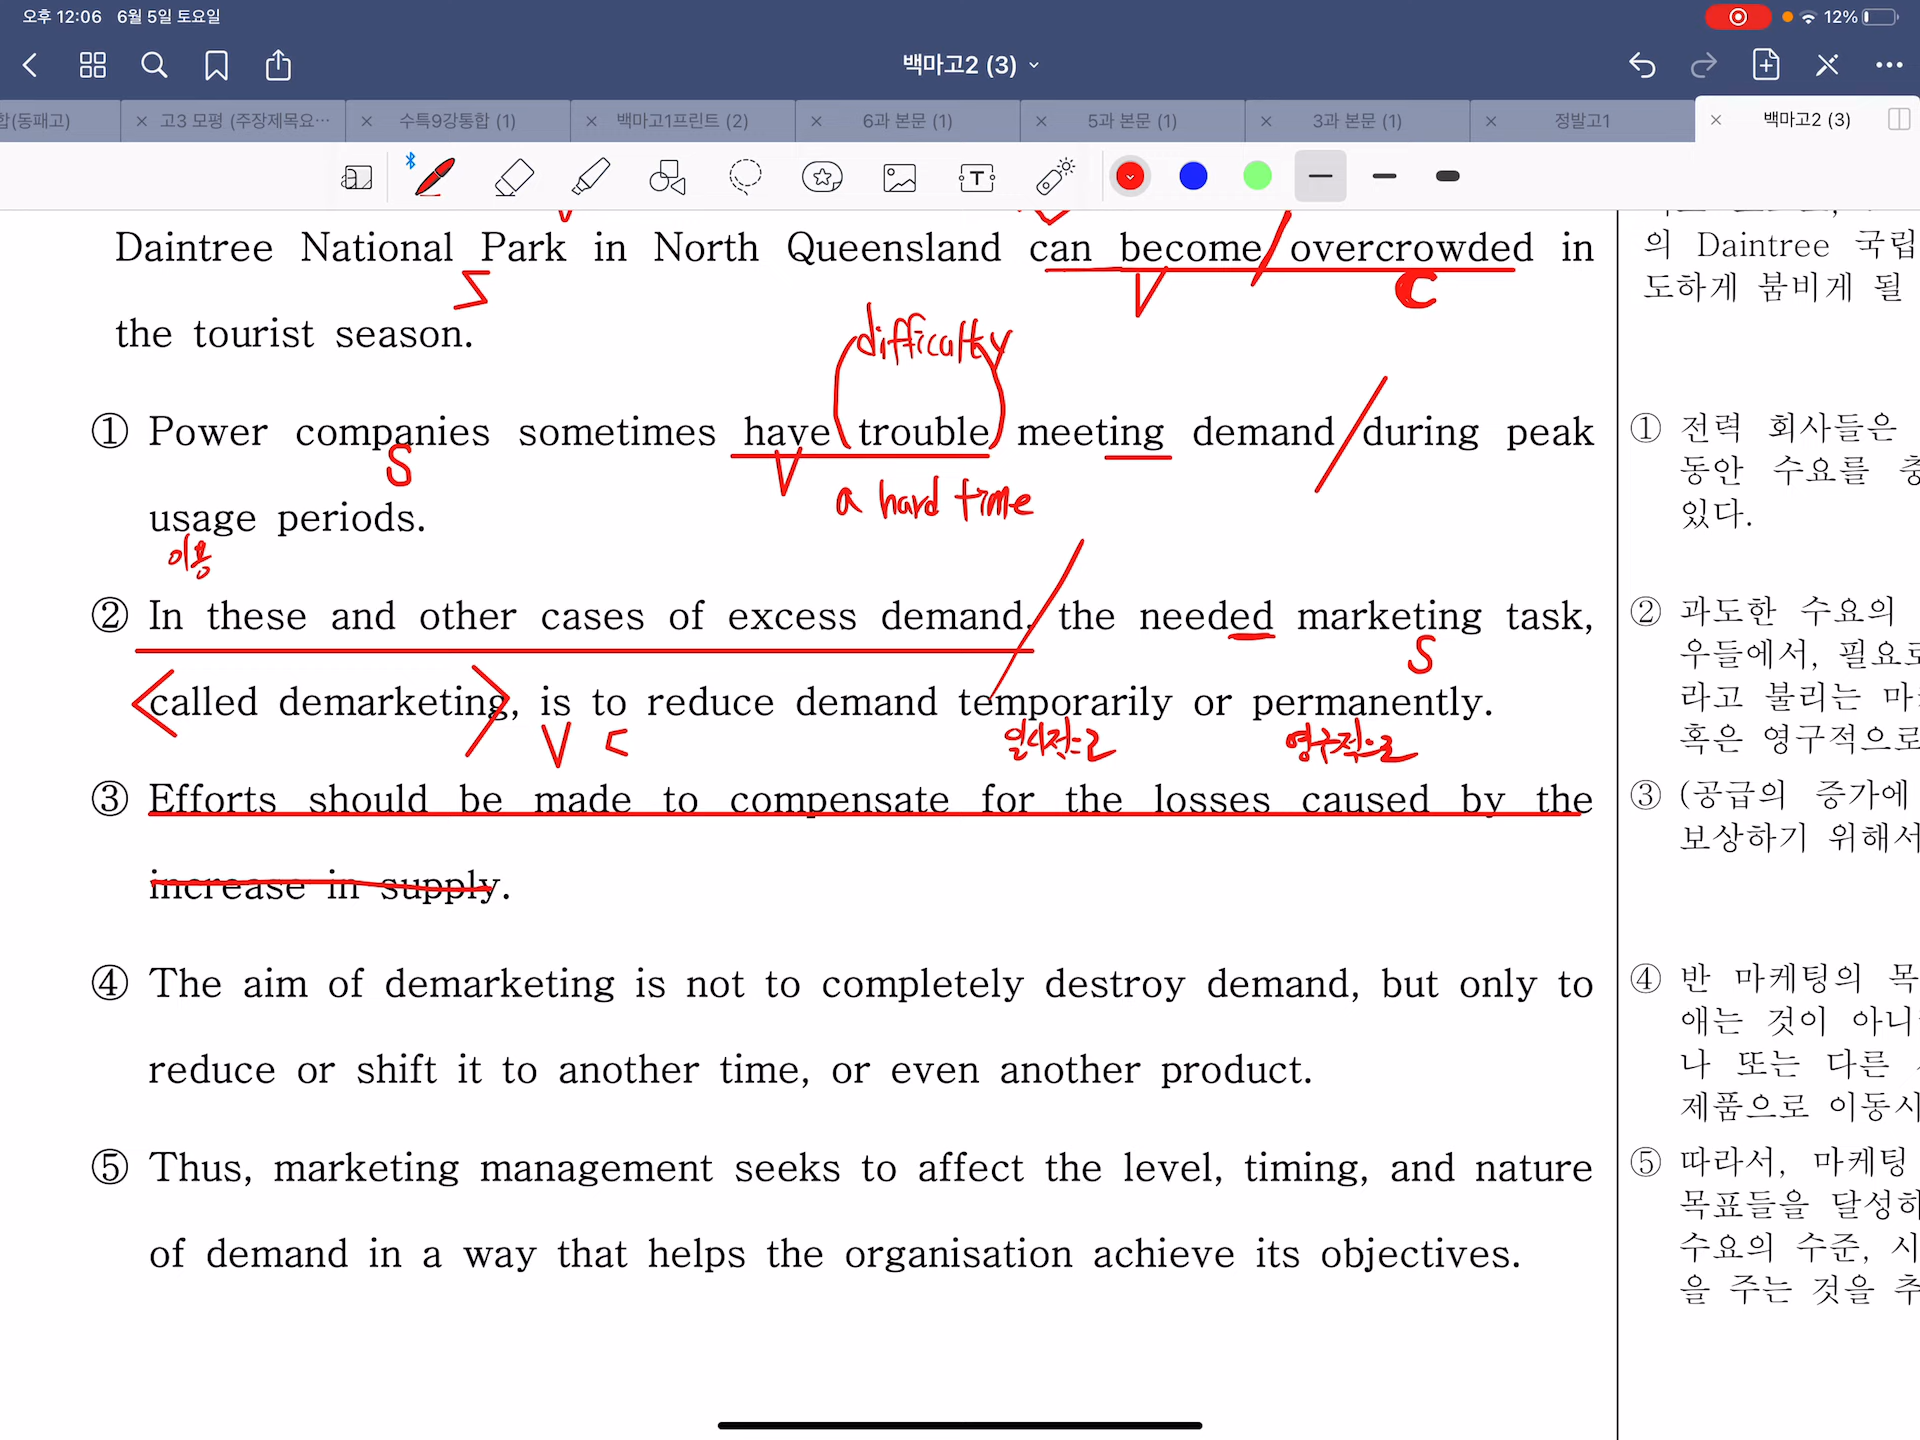 오후 12:06 6월 5일 토요일
12%
백마고2 (3)
합(동패고)
고3 모평 (주장제목요…
수특9강통합 (1)
백마고1프린트 (2)
6과 본문 (1)
5과 본문 (1)
3과 본문 (1)
정발고1
백마고2 (3)
Daintree National Park in North Queensland can become overcrowded in
S V C
the tourist season.
difficulty
① Power companies sometimes have trouble meeting demand during peak
S V a hard time
usage periods.
이용
② In these and other cases of excess demand, the needed marketing task,
S
called demarketing, is to reduce demand temporarily or permanently.
V C 일시적으로 영구적으로
③ Efforts should be made to compensate for the losses caused by the
increase in supply.
④ The aim of demarketing is not to completely destroy demand, but only to
reduce or shift it to another time, or even another product.
⑤ Thus, marketing management seeks to affect the level, timing, and nature
of demand in a way that helps the organisation achieve its objectives.
의 Daintree 국립
도하게 붐비게 될
① 전력 회사들은
동안 수요를 충
있다.
② 과도한 수요의
우들에서, 필요로
라고 불리는 마케
혹은 영구적으로
③ (공급의 증가에
보상하기 위해서
④ 반 마케팅의 목
애는 것이 아니
나 또는 다른
제품으로 이동시
⑤ 따라서, 마케팅
목표들을 달성하
수요의 수준, 시
을 주는 것을 추